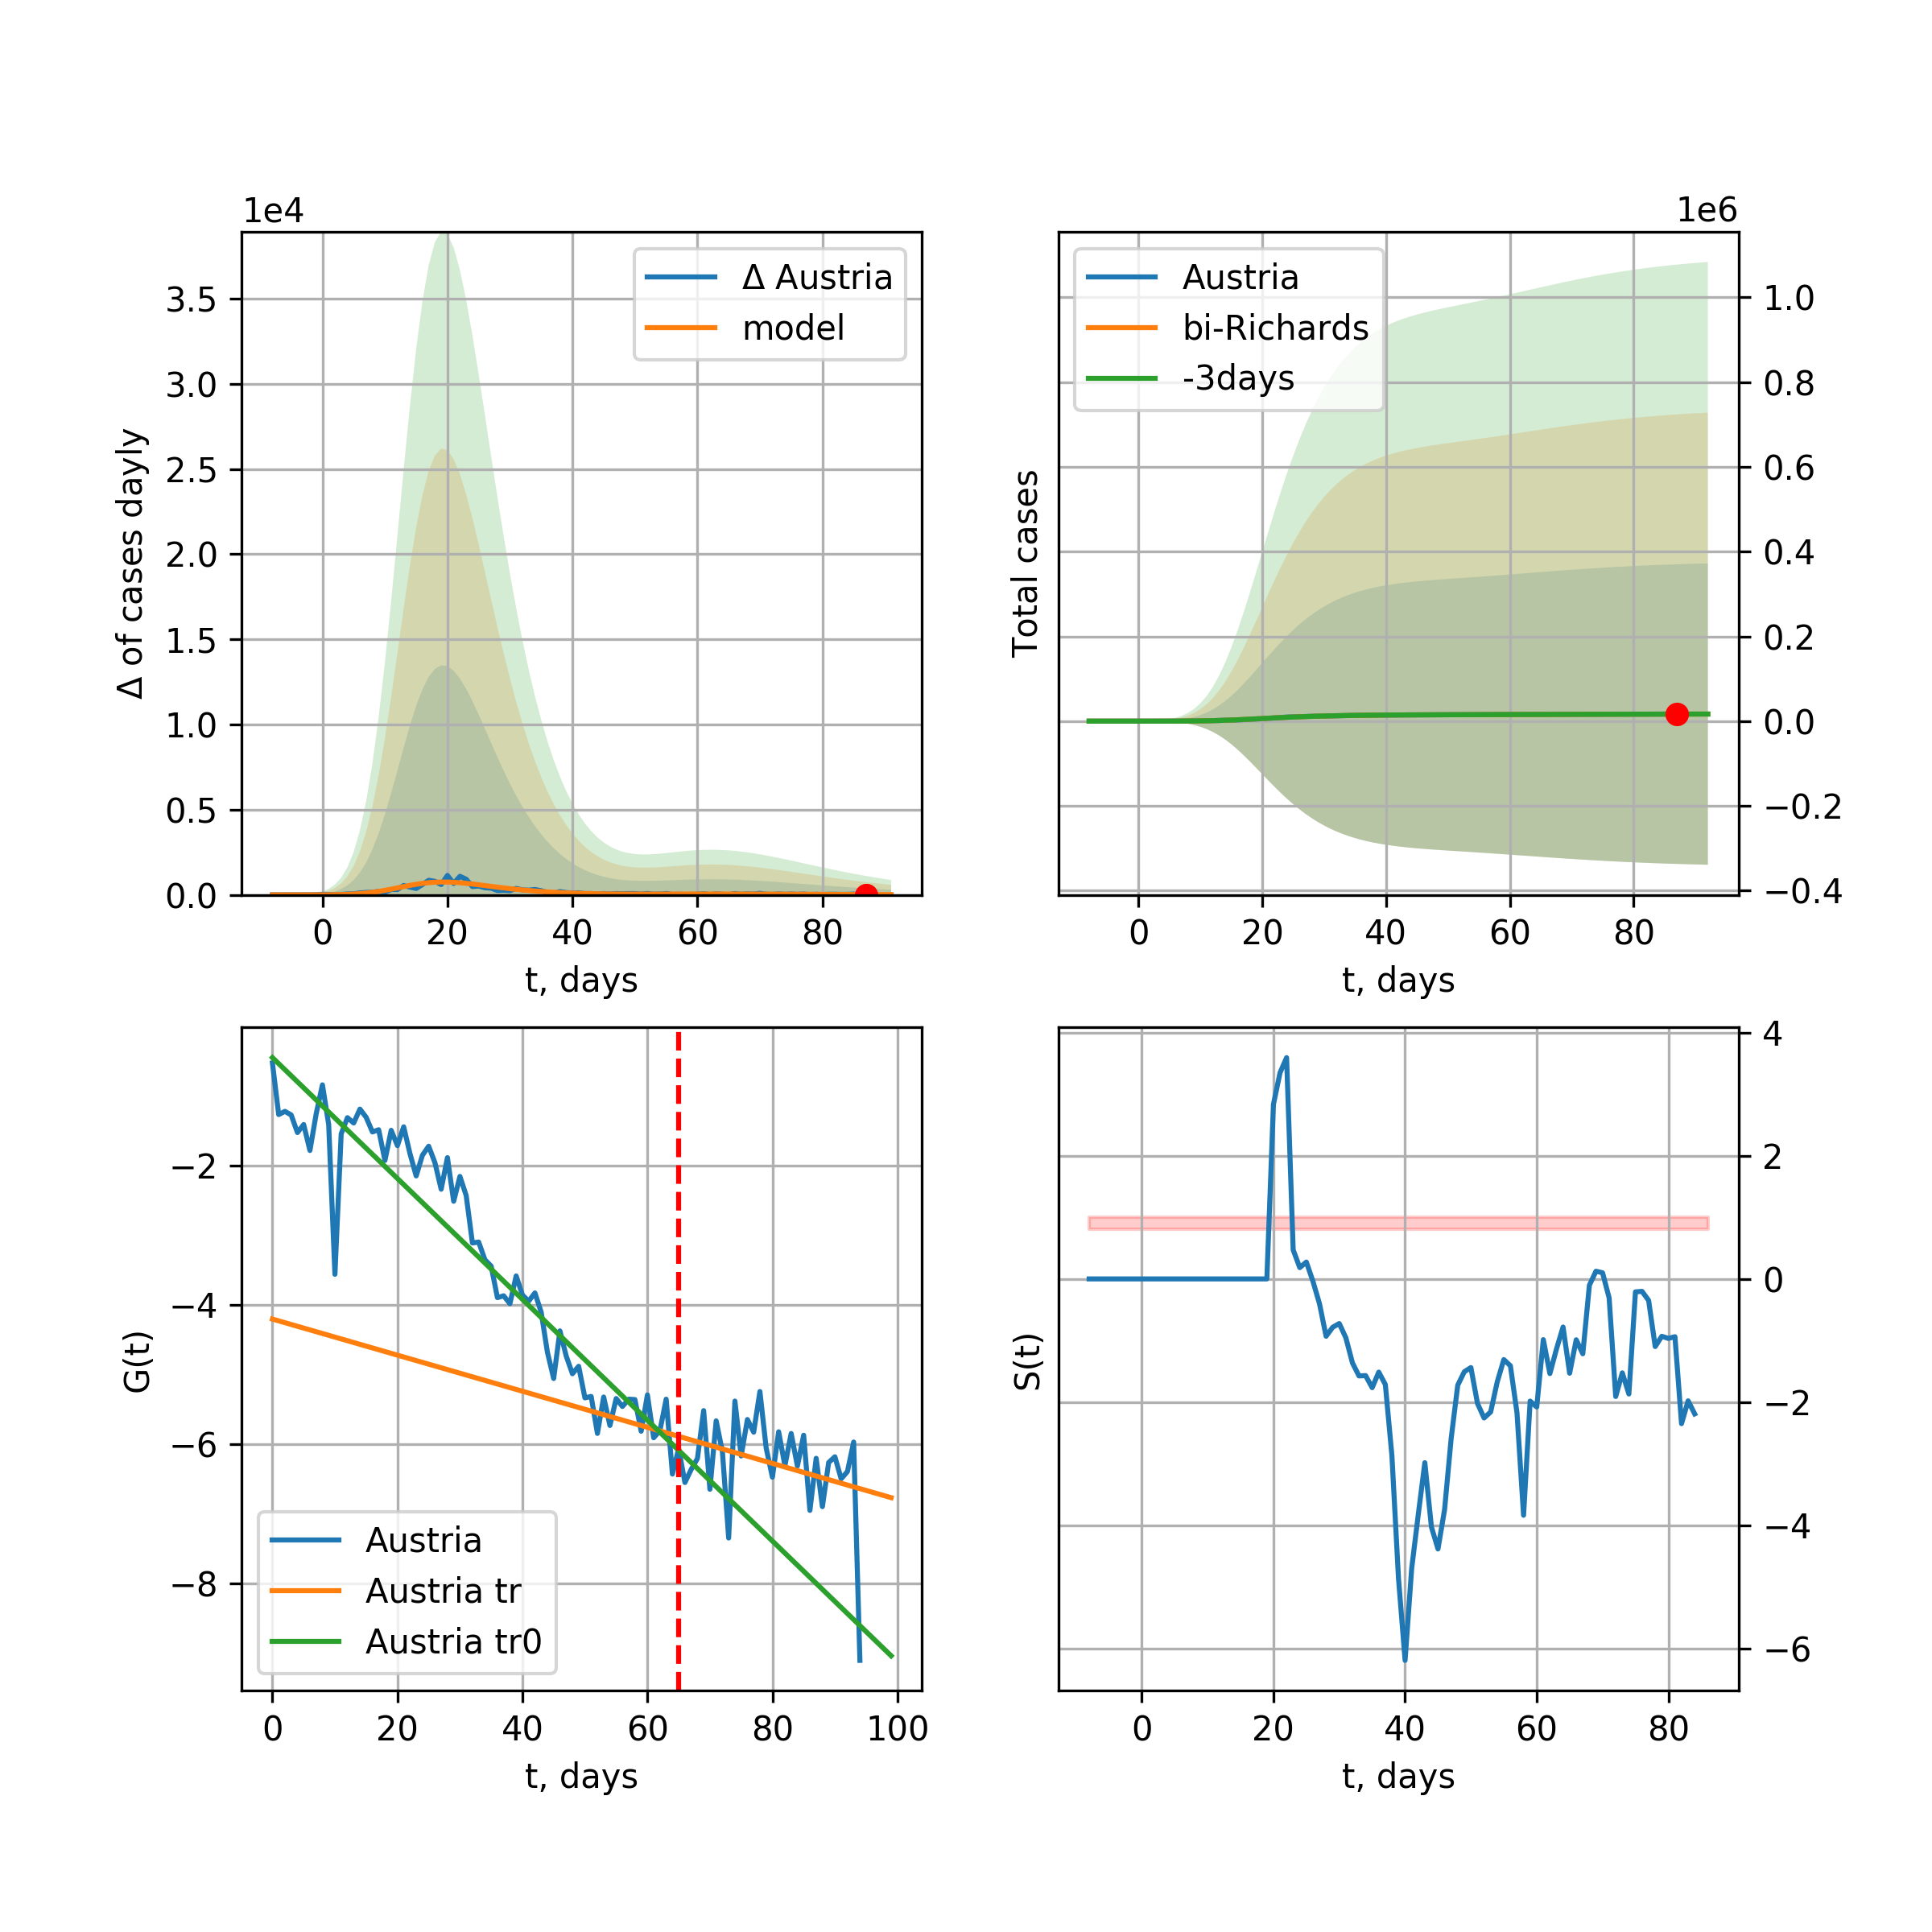 1e4
Δ of cases dayly
3.5
3.0
2.5
2.0
1.5
1.0
0.5
0.0
Δ Austria
model
0 20 40 60 80
t, days
1e6
Total cases
Austria
bi-Richards
-3days
1.0
0.8
0.6
0.4
0.2
0.0
−0.2
−0.4
0 20 40 60 80
t, days
G(t)
−2
−4
−6
−8
Austria
Austria tr
Austria tr0
0 20 40 60 80 100
t, days
S(t)
4
2
0
−2
−4
−6
0 20 40 60 80
t, days